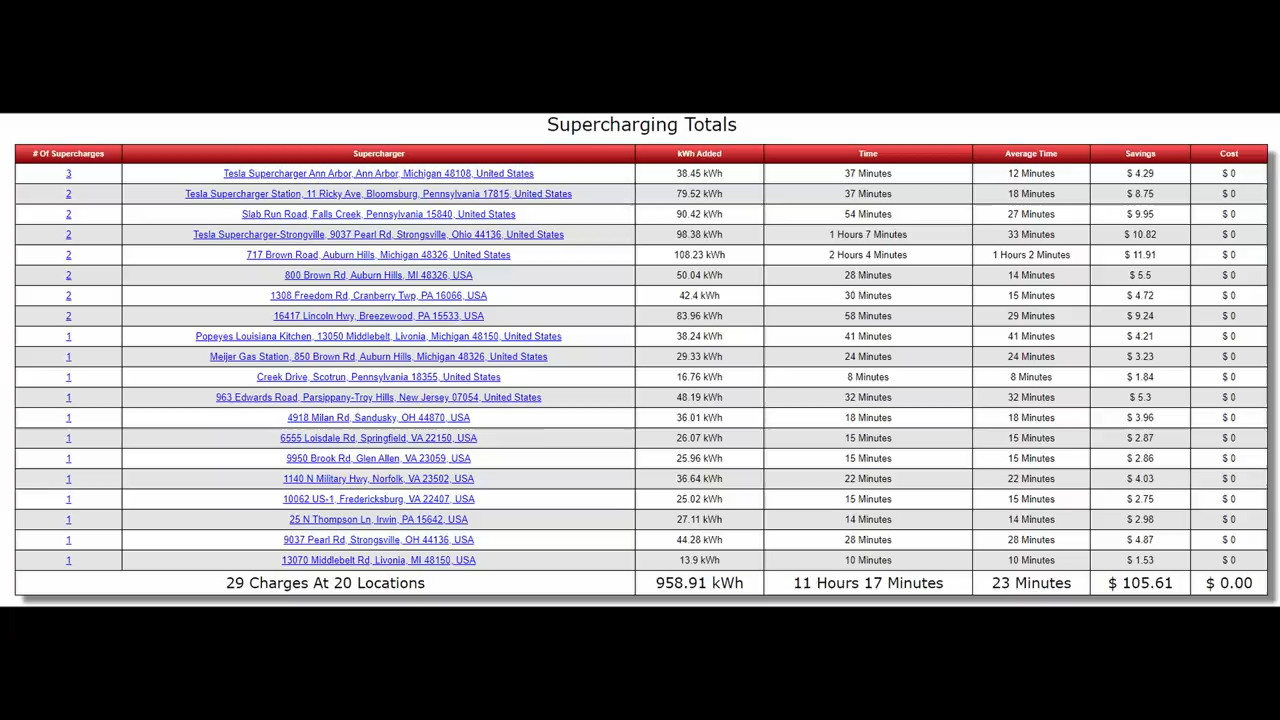 Supercharging Totals
# Of Supercharges Supercharger kWh Added Time Average Time Savings Cost
3 Tesla Supercharger Ann Arbor, Ann Arbor, Michigan 48108, United States 38.45 kWh 37 Minutes 12 Minutes $ 4.29 $ 0
2 Tesla Supercharger Station, 11 Ricky Ave, Bloomsburg, Pennsylvania 17815, United States 79.52 kWh 37 Minutes 18 Minutes $ 8.75 $ 0
2 Slab Run Road, Falls Creek, Pennsylvania 15840, United States 90.42 kWh 54 Minutes 27 Minutes $ 9.95 $ 0
2 Tesla Supercharger-Strongville, 9037 Pearl Rd, Strongsville, Ohio 44136, United States 98.38 kWh 1 Hours 7 Minutes 33 Minutes $ 10.82 $ 0
2 717 Brown Road, Auburn Hills, Michigan 48326, United States 108.23 kWh 2 Hours 4 Minutes 1 Hours 2 Minutes $ 11.91 $ 0
2 800 Brown Rd, Auburn Hills, MI 48326, USA 50.04 kWh 28 Minutes 14 Minutes $ 5.5 $ 0
2 1308 Freedom Rd, Cranberry Twp, PA 16066, USA 42.4 kWh 30 Minutes 15 Minutes $ 4.72 $ 0
2 16417 Lincoln Hwy, Breezewood, PA 15533, USA 83.96 kWh 58 Minutes 29 Minutes $ 9.24 $ 0
1 Popeyes Louisiana Kitchen, 13050 Middlebelt, Livonia, Michigan 48150, United States 38.24 kWh 41 Minutes 41 Minutes $ 4.21 $ 0
1 Meijer Gas Station, 850 Brown Rd, Auburn Hills, Michigan 48326, United States 29.33 kWh 24 Minutes 24 Minutes $ 3.23 $ 0
1 Creek Drive, Scotrun, Pennsylvania 18355, United States 16.76 kWh 8 Minutes 8 Minutes $ 1.84 $ 0
1 963 Edwards Road, Parsippany-Troy Hills, New Jersey 07054, United States 48.19 kWh 32 Minutes 32 Minutes $ 5.3 $ 0
1 4918 Milan Rd, Sandusky, OH 44870, USA 36.01 kWh 18 Minutes 18 Minutes $ 3.96 $ 0
1 6555 Loisdale Rd, Springfield, VA 22150, USA 26.07 kWh 15 Minutes 15 Minutes $ 2.87 $ 0
1 9950 Brook Rd, Glen Allen, VA 23059, USA 25.96 kWh 15 Minutes 15 Minutes $ 2.86 $ 0
1 1140 N Military Hwy, Norfolk, VA 23502, USA 36.64 kWh 22 Minutes 22 Minutes $ 4.03 $ 0
1 10062 US-1, Fredericksburg, VA 22407, USA 25.02 kWh 15 Minutes 15 Minutes $ 2.75 $ 0
1 25 N Thompson Ln, Irwin, PA 15642, USA 27.11 kWh 14 Minutes 14 Minutes $ 2.98 $ 0
1 9037 Pearl Rd, Strongsville, OH 44136, USA 44.28 kWh 28 Minutes 28 Minutes $ 4.87 $ 0
1 13070 Middlebelt Rd, Livonia, MI 48150, USA 13.9 kWh 10 Minutes 10 Minutes $ 1.53 $ 0
29 Charges At 20 Locations 958.91 kWh 11 Hours 17 Minutes 23 Minutes $ 105.61 $ 0.00